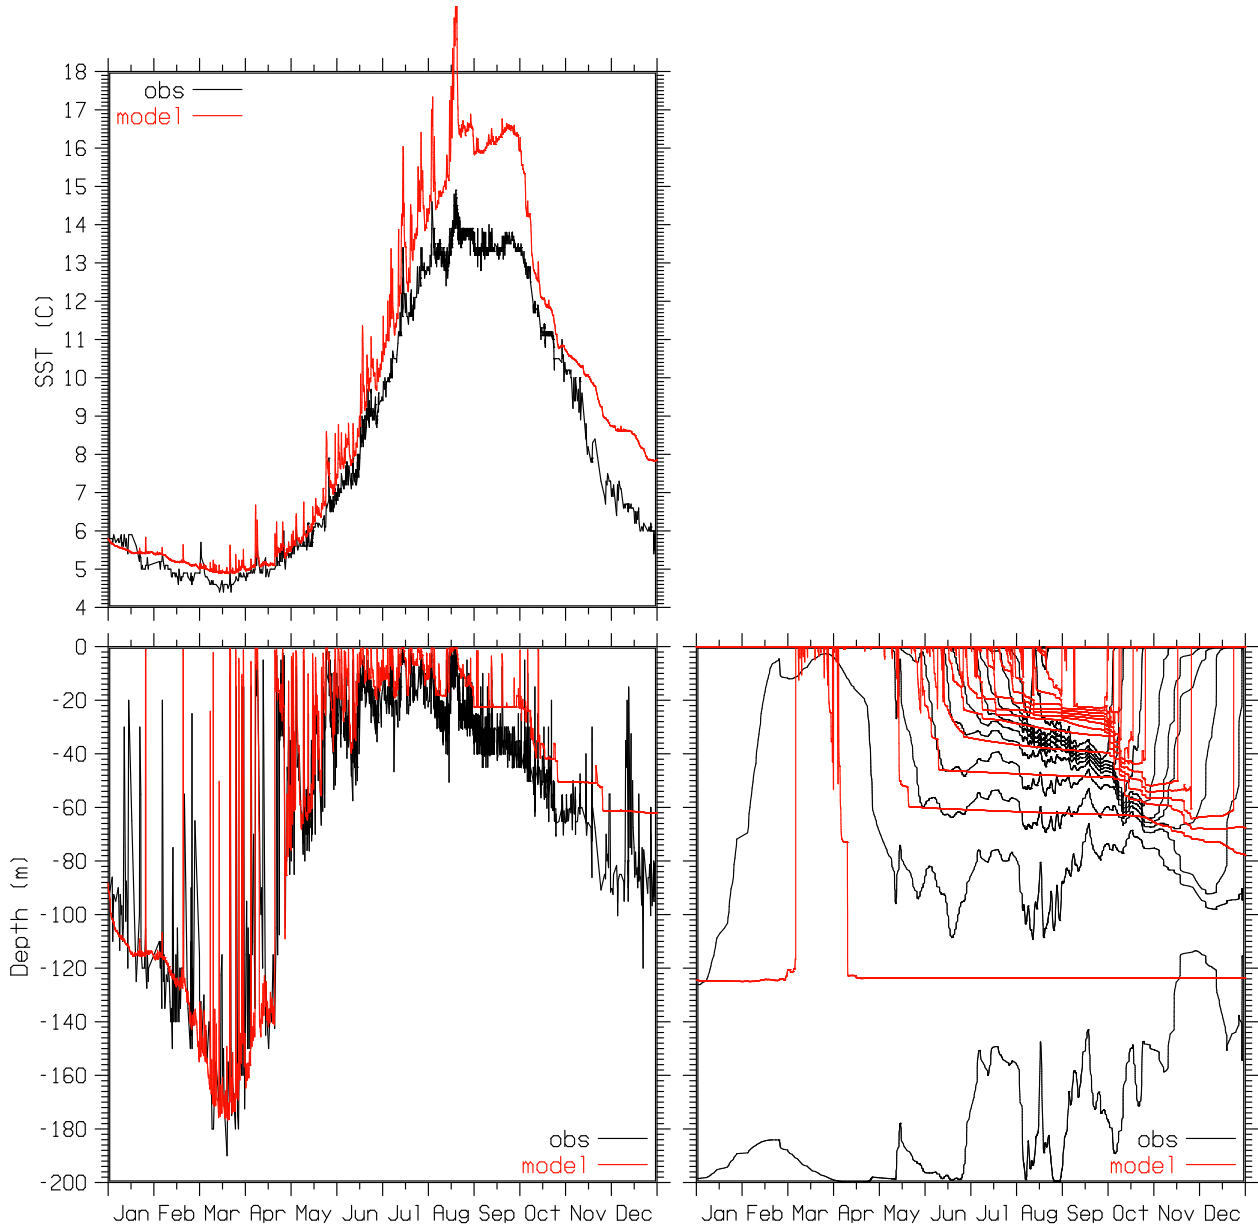 18
17
16
15
14
13
12
11
10
9
8
7
6
5
4
SST (C)
obs
model
0
-20
-40
-60
-80
-100
-120
-140
-160
-180
-200
Depth (m)
obs
model
Jan Feb Mar Apr May Jun Jul Aug Sep Oct Nov Dec
obs
model
Jan Feb Mar Apr May Jun Jul Aug Sep Oct Nov Dec